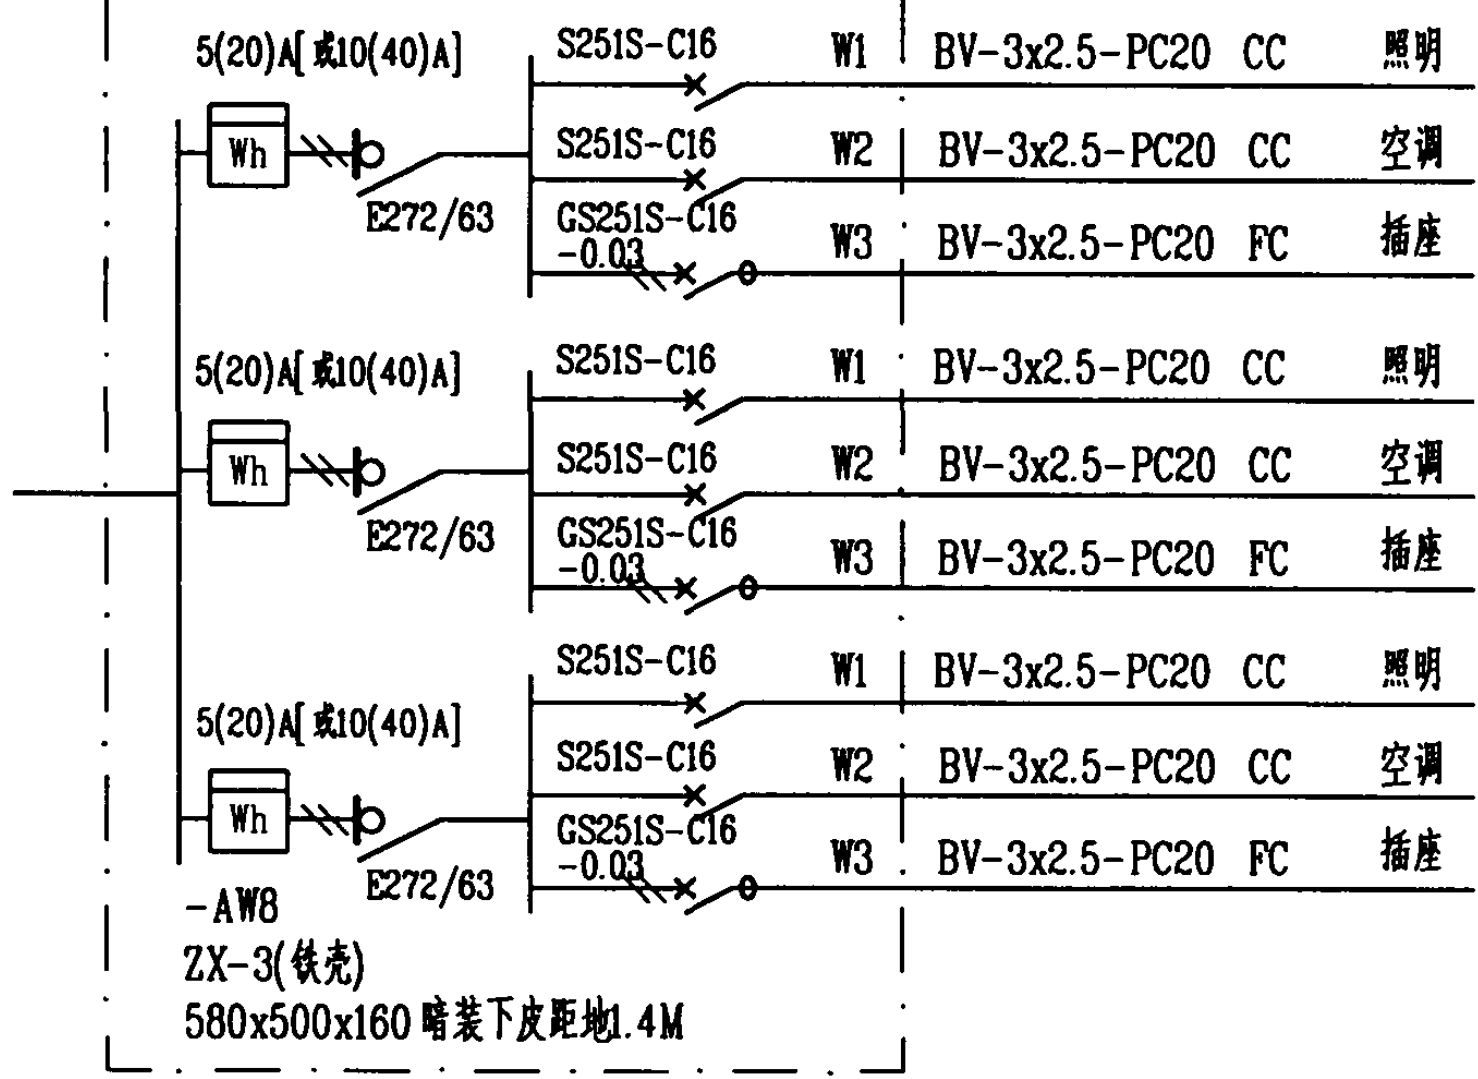 5(20)A[或10(40)A]
S251S-C16 W1 BV-3x2.5-PC20 CC 照明
Wh
S251S-C16 W2 BV-3x2.5-PC20 CC 空调
E272/63
GS251S-C16 W3 BV-3x2.5-PC20 FC 插座
-0.03
5(20)A[或10(40)A]
S251S-C16 W1 BV-3x2.5-PC20 CC 照明
Wh
S251S-C16 W2 BV-3x2.5-PC20 CC 空调
E272/63
GS251S-C16 W3 BV-3x2.5-PC20 FC 插座
-0.03
S251S-C16 W1 BV-3x2.5-PC20 CC 照明
5(20)A[或10(40)A]
S251S-C16 W2 BV-3x2.5-PC20 CC 空调
Wh
GS251S-C16 W3 BV-3x2.5-PC20 FC 插座
-0.03
E272/63
-AW8
ZX-3(铁壳)
580x500x160 暗装下皮距地1.4M